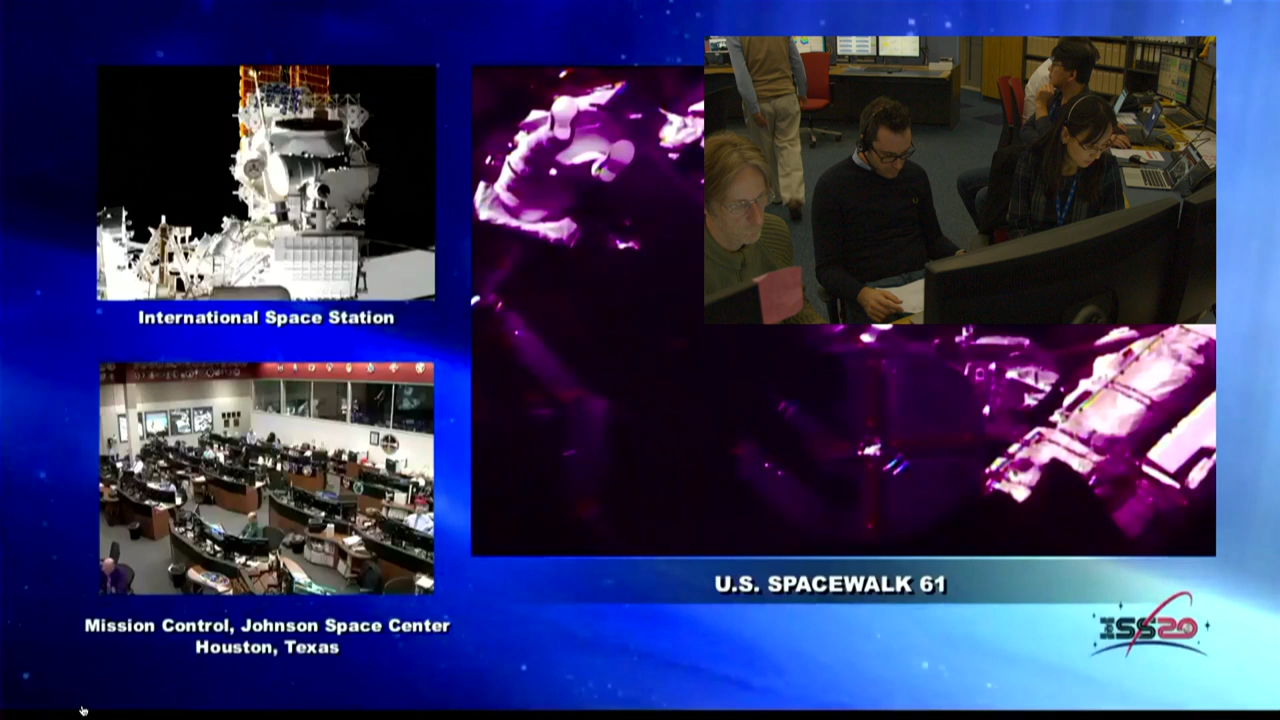 International Space Station
Mission Control, Johnson Space Center
Houston, Texas
U.S. SPACEWALK 61
ISS20